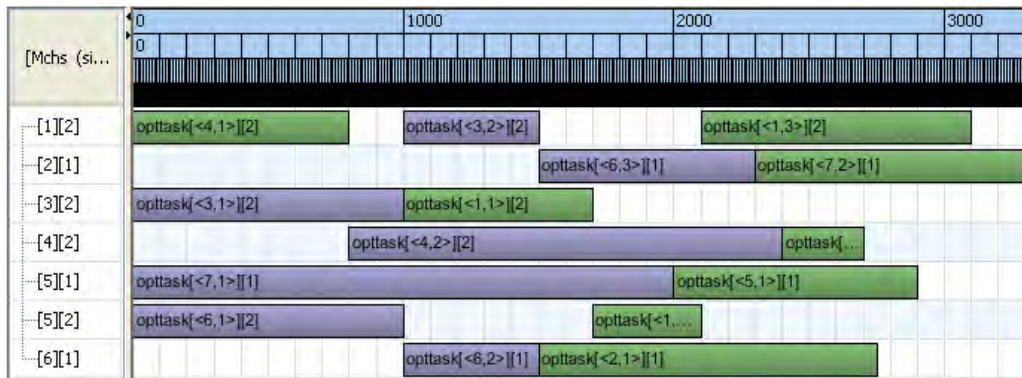 0 1000 2000 3000
0
[Mchs (si...
[1][2] opttask[<4,1>][2] opttask[<3,2>][2] opttask[<1,3>][2]
[2][1] opttask[<6,3>][1] opttask[<7,2>][1]
[3][2] opttask[<3,1>][2] opttask[<1,1>][2]
[4][2] opttask[<4,2>][2] opttask[...
[5][1] opttask[<7,1>][1] opttask[<5,1>][1]
[5][2] opttask[<6,1>][2] opttask[<1,...
[6][1] opttask[<6,2>][1] opttask[<2,1>][1]